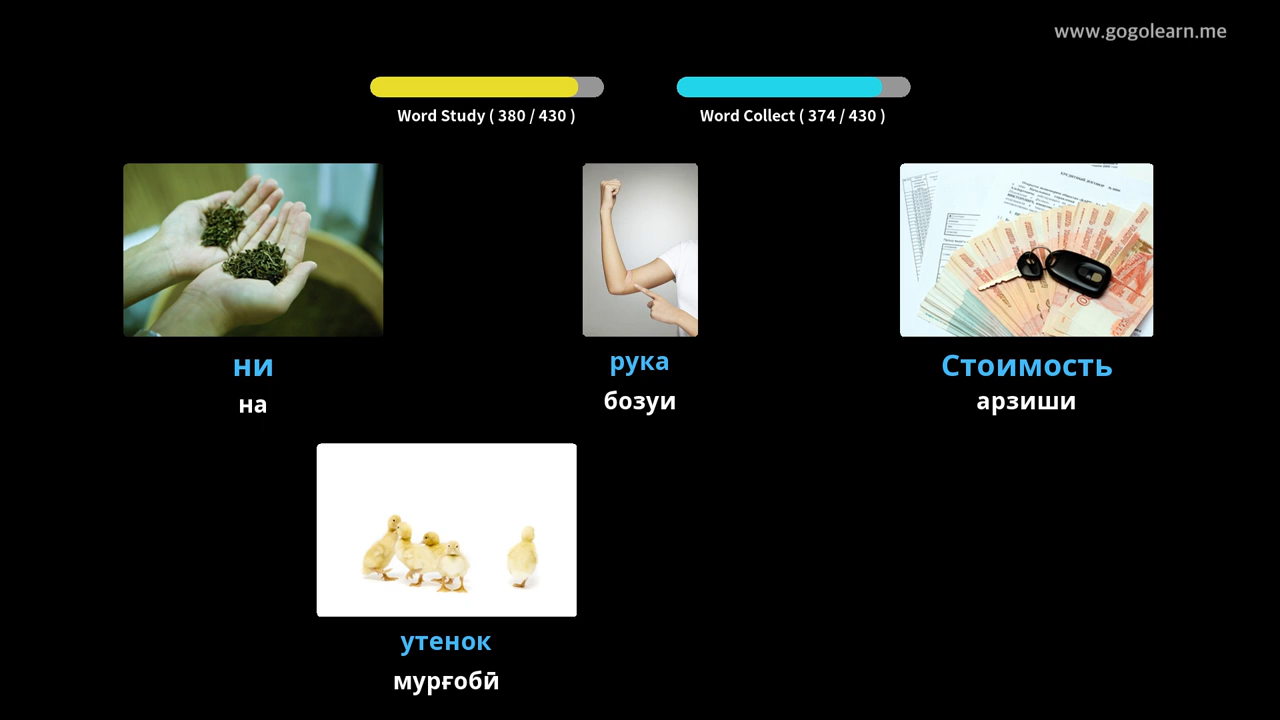 www.gogolearn.me
Word Study ( 380 / 430 )
Word Collect ( 374 / 430 )
ни
на
рука
бозуи
Стоимость
арзиши
утенок
мурғобӣ